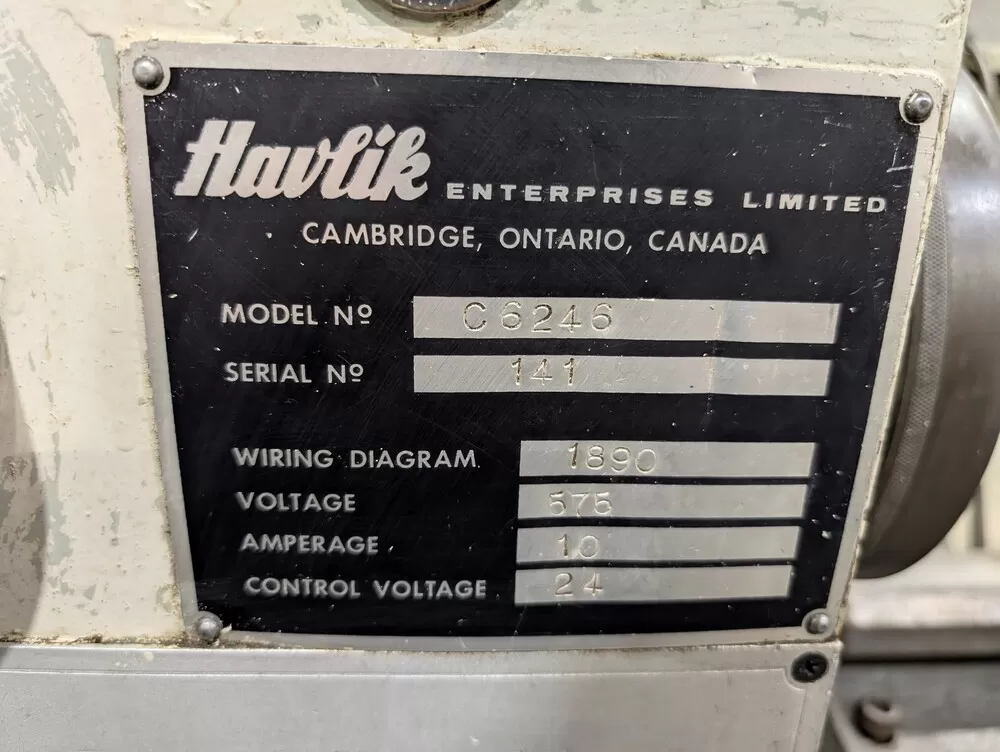 Havlik ENTERPRISES LIMITED
CAMBRIDGE, ONTARIO, CANADA
MODEL Nº C6246
SERIAL Nº 141
WIRING DIAGRAM 1890
VOLTAGE 575
AMPERAGE 10
CONTROL VOLTAGE 24